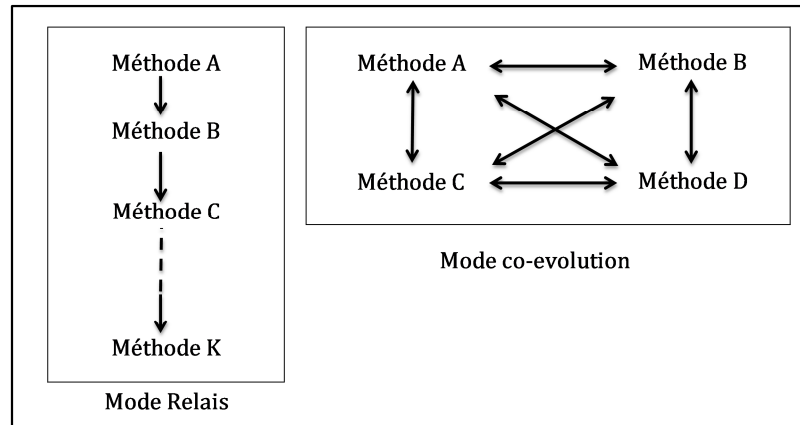 Méthode A
Méthode B
Méthode C
Méthode K
Mode Relais
Méthode A Méthode B
Méthode C Méthode D
Mode co-evolution